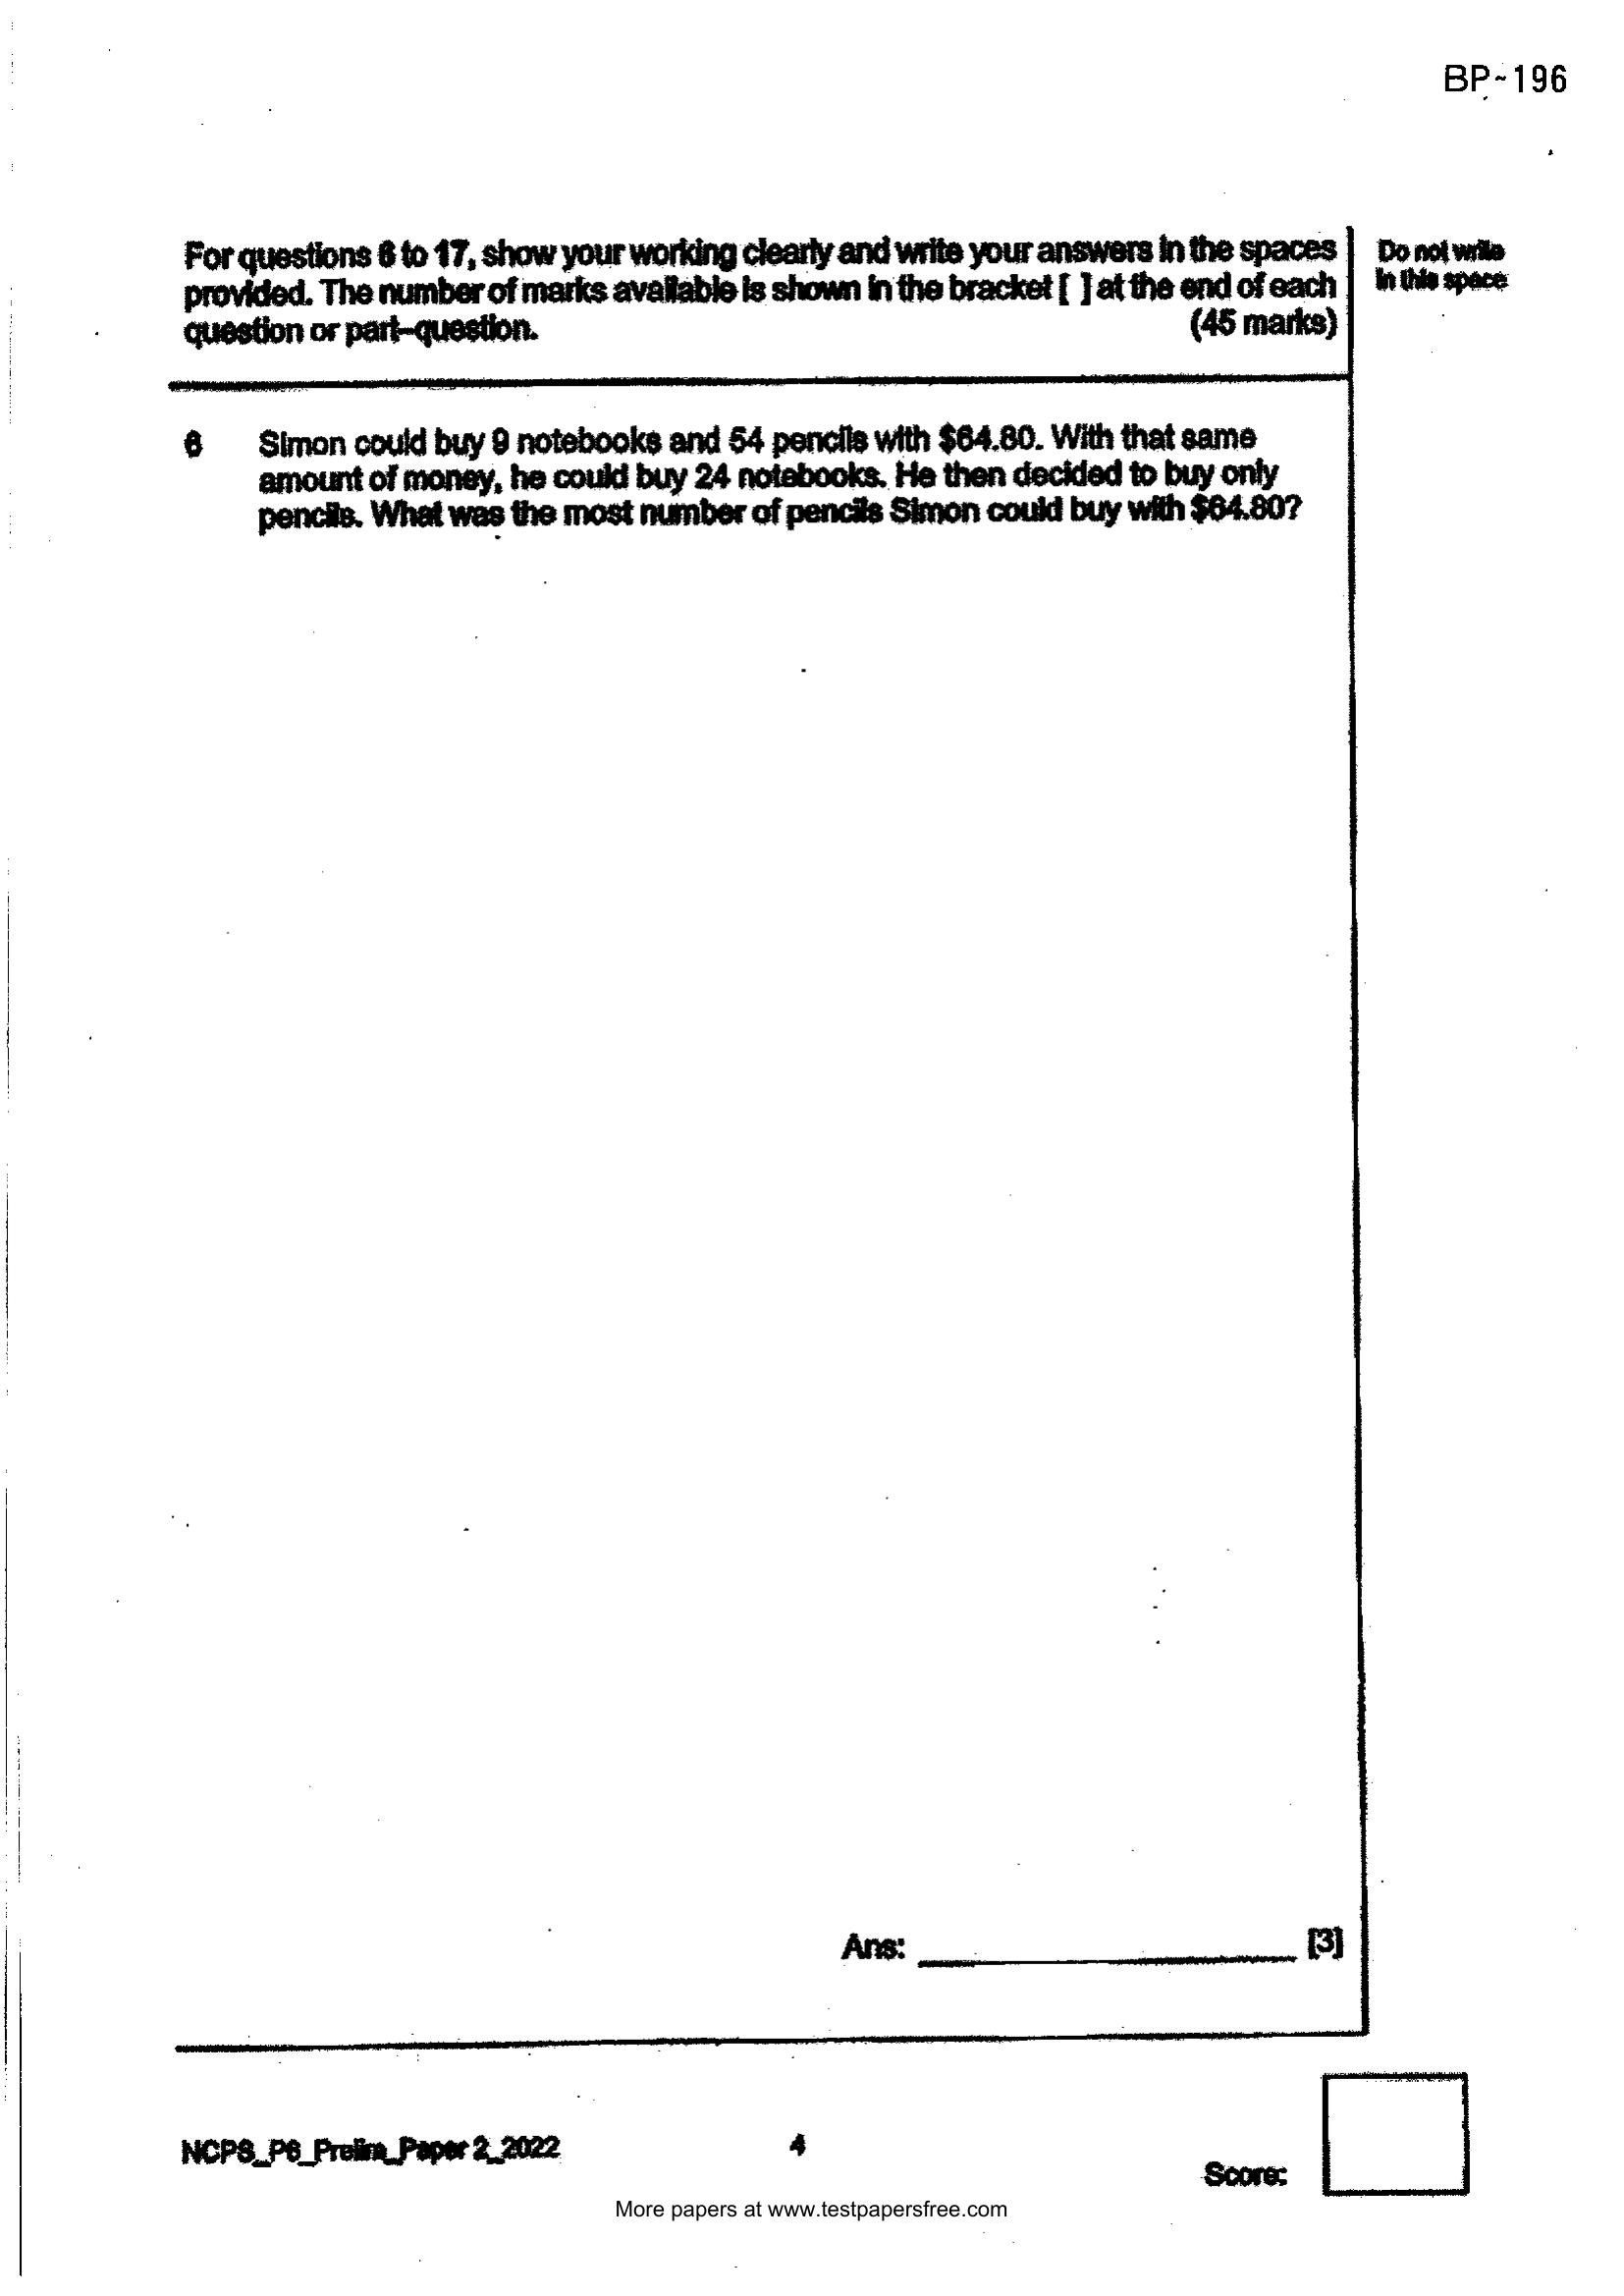 BP-196
For questions 6 to 17, show your working clearly and write your answers in the spaces
provided. The number of marks available is shown in the bracket [ ] at the end of each
question or part-question.
(45 marks)
Do not write
in this space
6 Simon could buy 9 notebooks and 54 pencils with $64.80. With that same
amount of money, he could buy 24 notebooks. He then decided to buy only
pencils. What was the most number of pencils Simon could buy with $64.80?
Ans: ____________________ [3]
NCPS_P6_Prelim_Paper 2_2022
4
Score:
More papers at www.testpapersfree.com